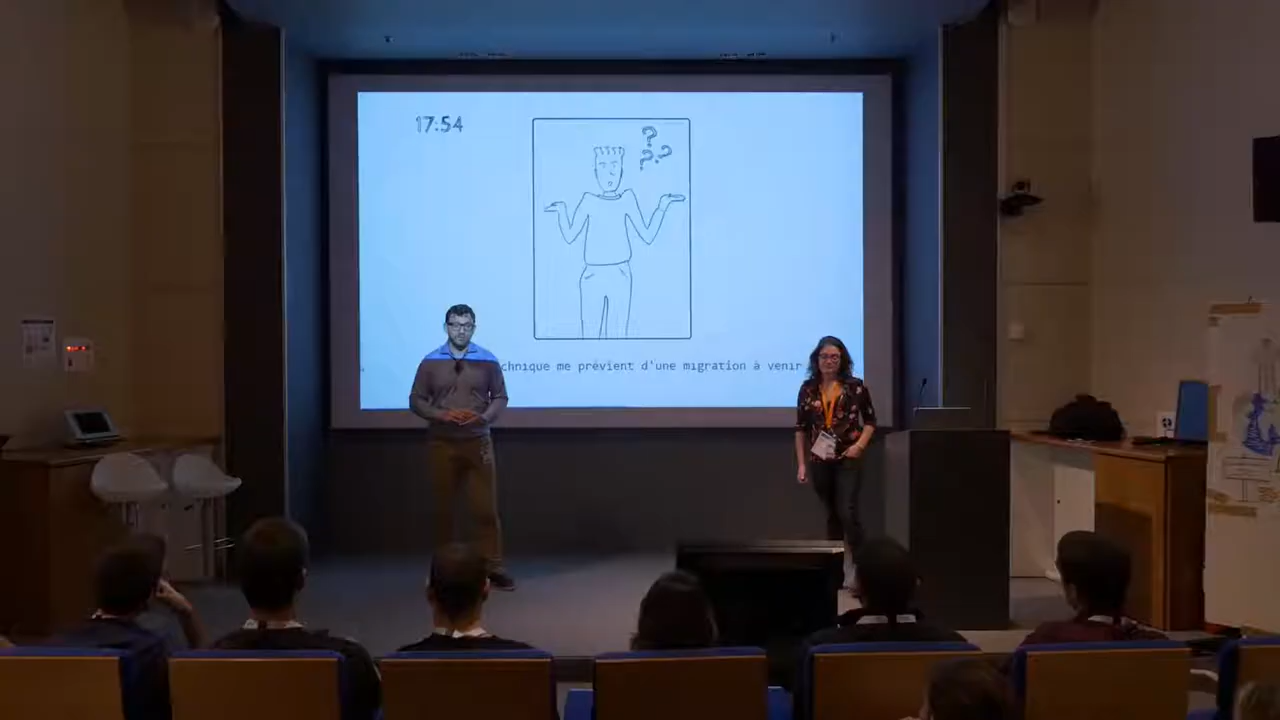 17:54
? ? ?
chnique me prévient d'une migration à venir